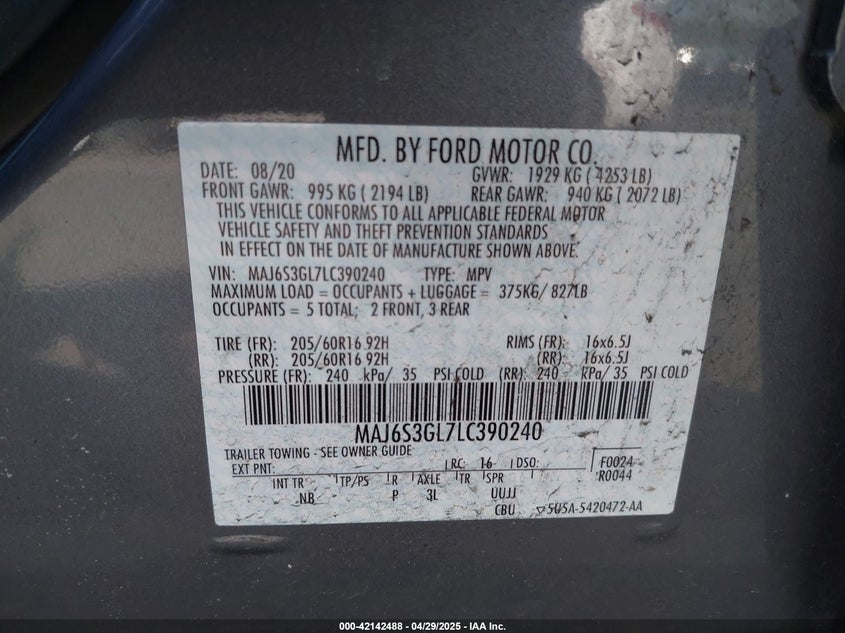 MFD. BY FORD MOTOR CO.
DATE: 08/20 GVWR: 1929 KG ( 4253 LB)
FRONT GAWR: 995 KG ( 2194 LB) REAR GAWR: 940 KG ( 2072 LB)
THIS VEHICLE CONFORMS TO ALL APPLICABLE FEDERAL MOTOR
VEHICLE SAFETY AND THEFT PREVENTION STANDARDS
IN EFFECT ON THE DATE OF MANUFACTURE SHOWN ABOVE.
VIN: MAJ6S3GL7LC390240 TYPE: MPV
MAXIMUM LOAD = OCCUPANTS + LUGGAGE = 375KG/ 827LB
OCCUPANTS = 5 TOTAL; 2 FRONT, 3 REAR
TIRE (FR): 205/60R16 92H RIMS (FR): 16x6.5J
(RR): 205/60R16 92H (RR): 16x6.5J
PRESSURE (FR): 240 kPa/ 35 PSI COLD (RR): 240 kPa/ 35 PSI COLD
MAJ6S3GL7LC390240
TRAILER TOWING - SEE OWNER GUIDE
EXT PNT: RC: 16 DSO: F0024
R0044
INT TR TP/PS R AXLE TR SPR
NB P 3L UUJJ
CBU 5U5A-5420472-AA
000-42142488 - 04/29/2025 - IAA Inc.